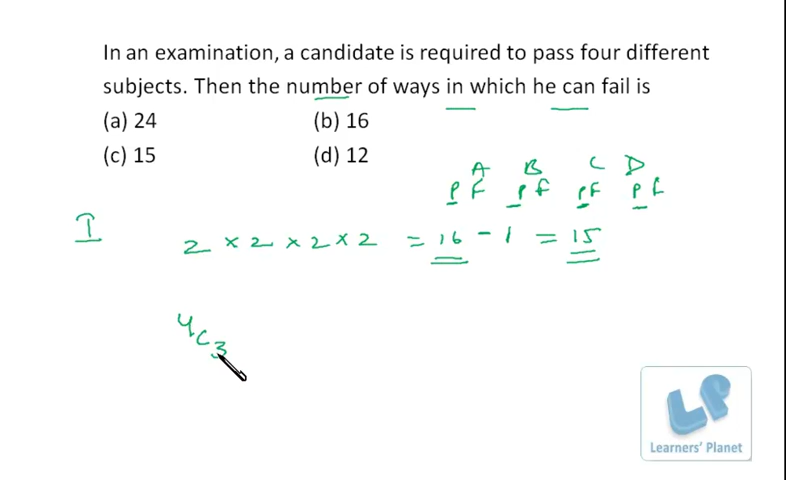 In an examination, a candidate is required to pass four different
subjects. Then the number of ways in which he can fail is
(a) 24 (b) 16
(c) 15 (d) 12
A B C D
P F P F P F P F
I 2 × 2 × 2 × 2 = 16 - 1 = 15
4C3
LP
Learners' Planet